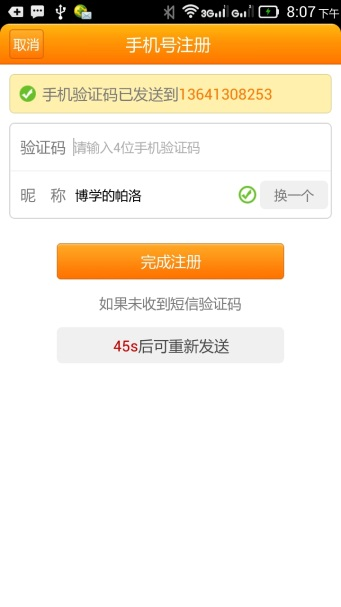 3G G 8:07下午
取消 手机号注册
手机验证码已发送到13641308253
验证码 请输入4位手机验证码
昵 称 博学的帕洛 换一个
完成注册
如果未收到短信验证码
45s后可重新发送